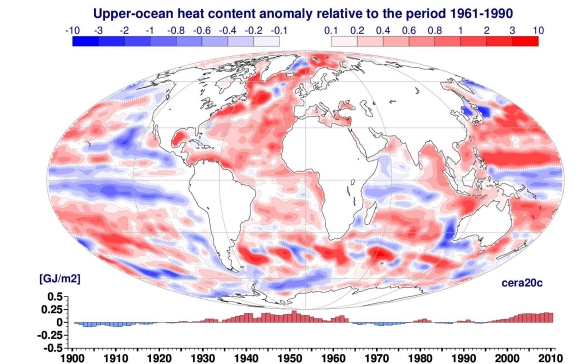 Upper-ocean heat content anomaly relative to the period 1961-1990
-10 -3 -2 -1 -0.8 -0.6 -0.4 -0.2 -0.1 0.1 0.2 0.4 0.6 0.8 1 2 3 10
cera20c
[GJ/m2]
0.5
0.25
0
-0.25
-0.5
1900 1910 1920 1930 1940 1950 1960 1970 1980 1990 2000 2010